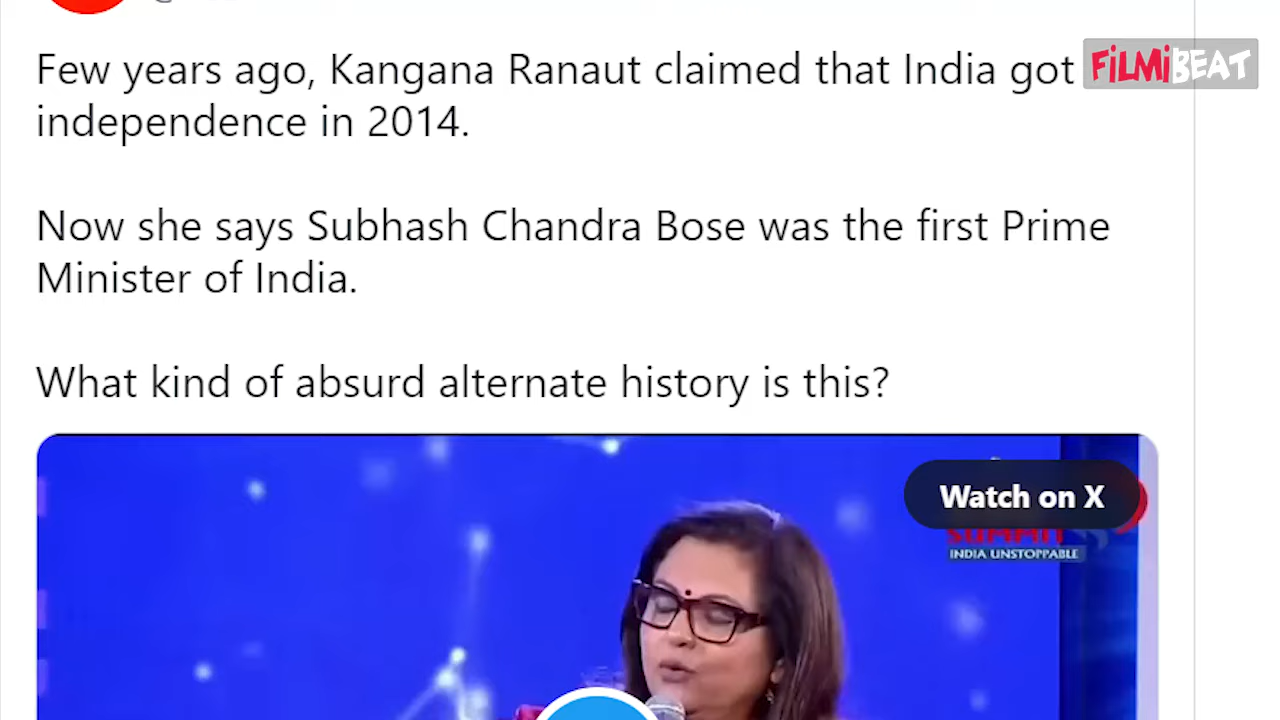 FILMIBEAT
Few years ago, Kangana Ranaut claimed that India got
independence in 2014.
Now she says Subhash Chandra Bose was the first Prime
Minister of India.
What kind of absurd alternate history is this?
Watch on X
SUMMIT
INDIA UNSTOPPABLE